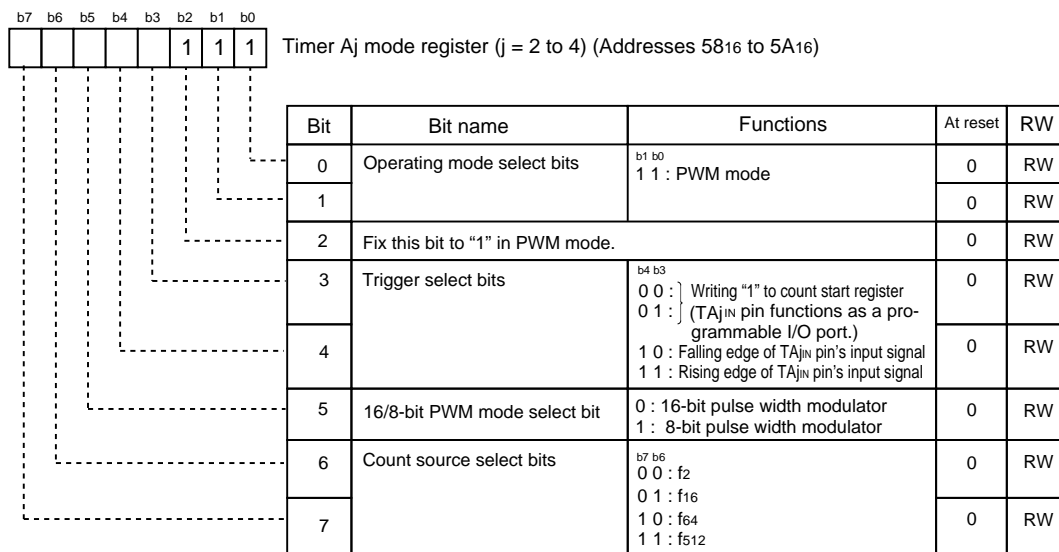 b7 b6 b5 b4 b3 b2 b1 b0
1 1 1
Timer Aj mode register (j = 2 to 4) (Addresses 5816 to 5A16)
Bit Bit name Functions At reset RW
0 Operating mode select bits b1 b0 0 RW
1 1 : PWM mode
1 0 RW
2 Fix this bit to “1” in PWM mode. 0 RW
3 Trigger select bits b4 b3 0 RW
0 0 : Writing “1” to count start register
0 1 : (TAjIN pin functions as a pro-
grammable I/O port.)
4 0 RW
1 0 : Falling edge of TAjIN pin’s input signal
1 1 : Rising edge of TAjIN pin’s input signal
5 16/8-bit PWM mode select bit 0 : 16-bit pulse width modulator 0 RW
1 : 8-bit pulse width modulator
6 Count source select bits b7 b6 0 RW
0 0 : f2
0 1 : f16
7 1 0 : f64 0 RW
1 1 : f512